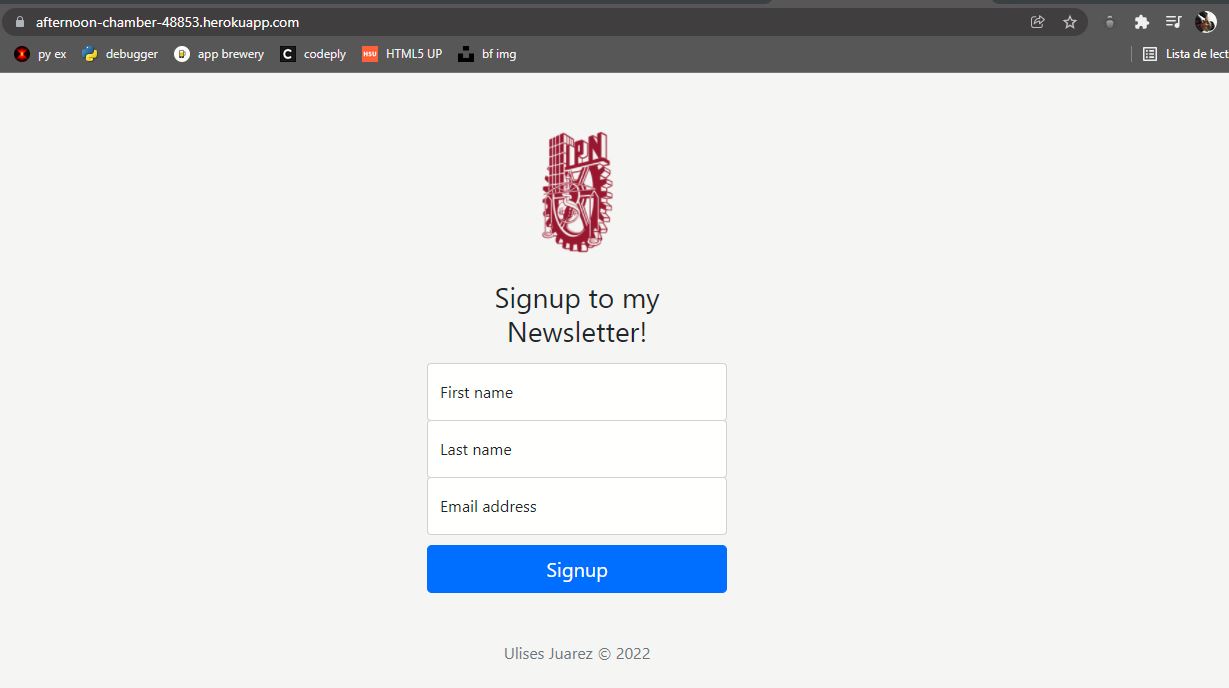 afternoon-chamber-48853.herokuapp.com
py ex debugger app brewery C codeply HSU HTML5 UP bf img Lista de lect
IPN
Signup to my
Newsletter!
First name
Last name
Email address
Signup
Ulises Juarez © 2022